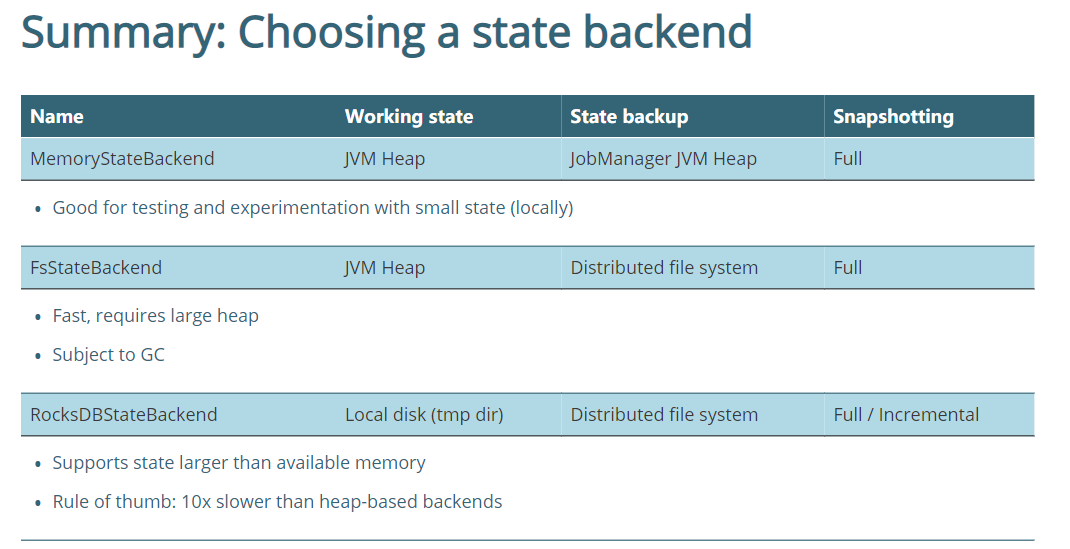 Summary: Choosing a state backend
Name Working state State backup Snapshotting
MemoryStateBackend JVM Heap JobManager JVM Heap Full
• Good for testing and experimentation with small state (locally)
FsStateBackend JVM Heap Distributed file system Full
• Fast, requires large heap
• Subject to GC
RocksDBStateBackend Local disk (tmp dir) Distributed file system Full / Incremental
• Supports state larger than available memory
• Rule of thumb: 10x slower than heap-based backends